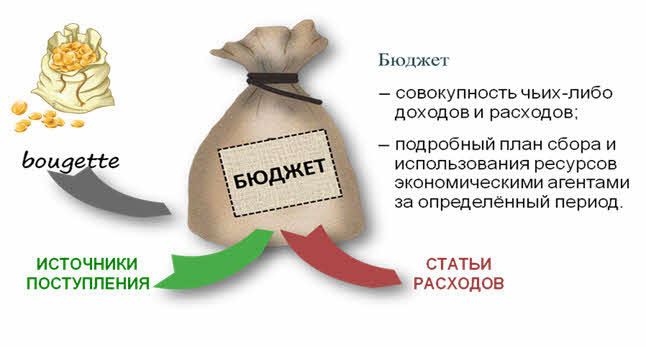 bougette
БЮДЖЕТ
ИСТОЧНИКИ
ПОСТУПЛЕНИЯ
СТАТЬИ
РАСХОДОВ
Бюджет
– совокупность чьих-либо
доходов и расходов;
– подробный план сбора и
использования ресурсов
экономическими агентами
за определённый период.